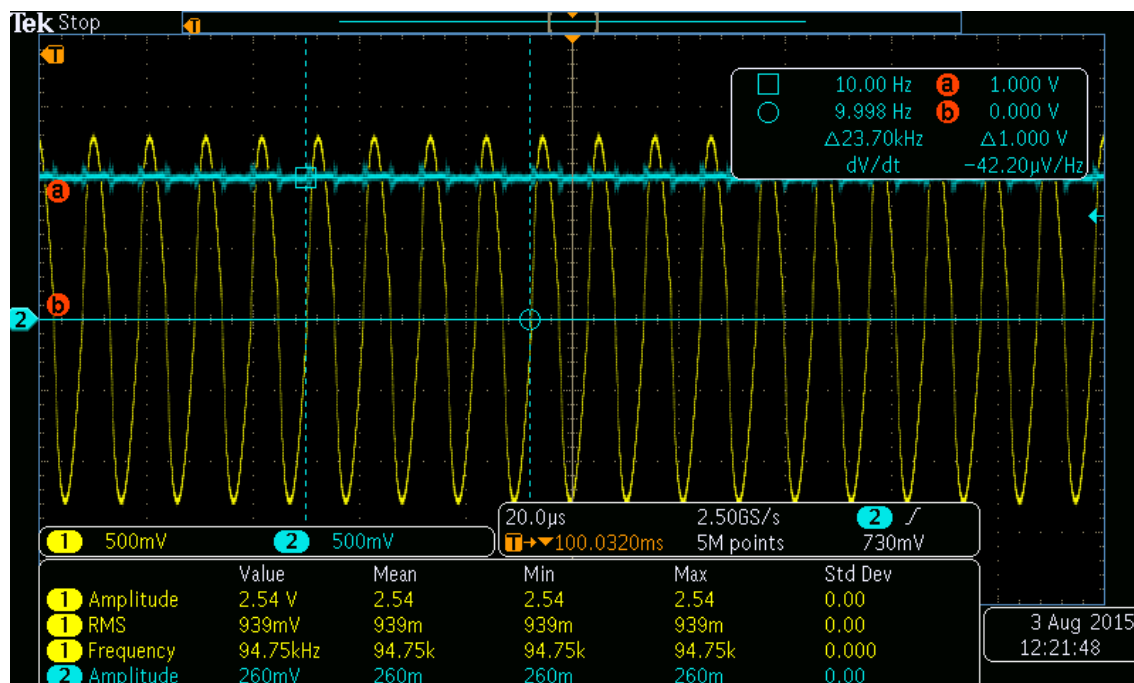 Tek Stop
T
T
10.00 Hz a 1.000 V
9.998 Hz b 0.000 V
△23.70kHz △1.000 V
dV/dt −42.20µV/Hz
a
b
2
1 500mV 2 500mV
20.0µs 2.50GS/s 2
T→▼100.0320ms 5M points 730mV
Value Mean Min Max Std Dev
1 Amplitude 2.54 V 2.54 2.54 2.54 0.00
1 RMS 939mV 939m 939m 939m 0.00
1 Frequency 94.75kHz 94.75k 94.75k 94.75k 0.000
2 Amplitude 260mV 260m 260m 260m 0.00
3 Aug 2015
12:21:48